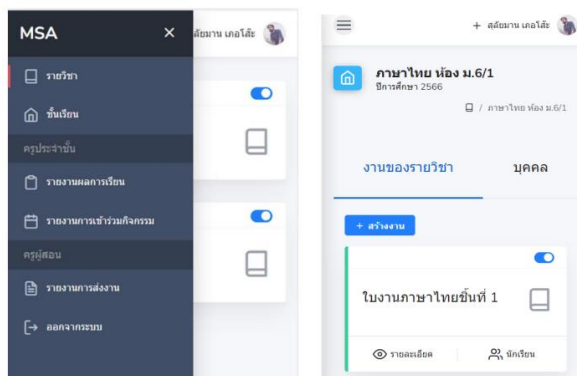 MSA ×
ลัยมาน เกอโส๊ะ
รายวิชา
ชั้นเรียน
ครูประจำชั้น
รายงานผลการเรียน
รายงานการเข้าร่วมกิจกรรม
ครูผู้สอน
รายงานการส่งงาน
ออกจากระบบ
+ สุลัยมาน เกอโส๊ะ
ภาษาไทย ห้อง ม.6/1
ปีการศึกษา 2566
/ ภาษาไทย ห้อง ม.6/1
งานของรายวิชา บุคคล
+ สร้างงาน
ใบงานภาษาไทยชิ้นที่ 1
รายละเอียด นักเรียน